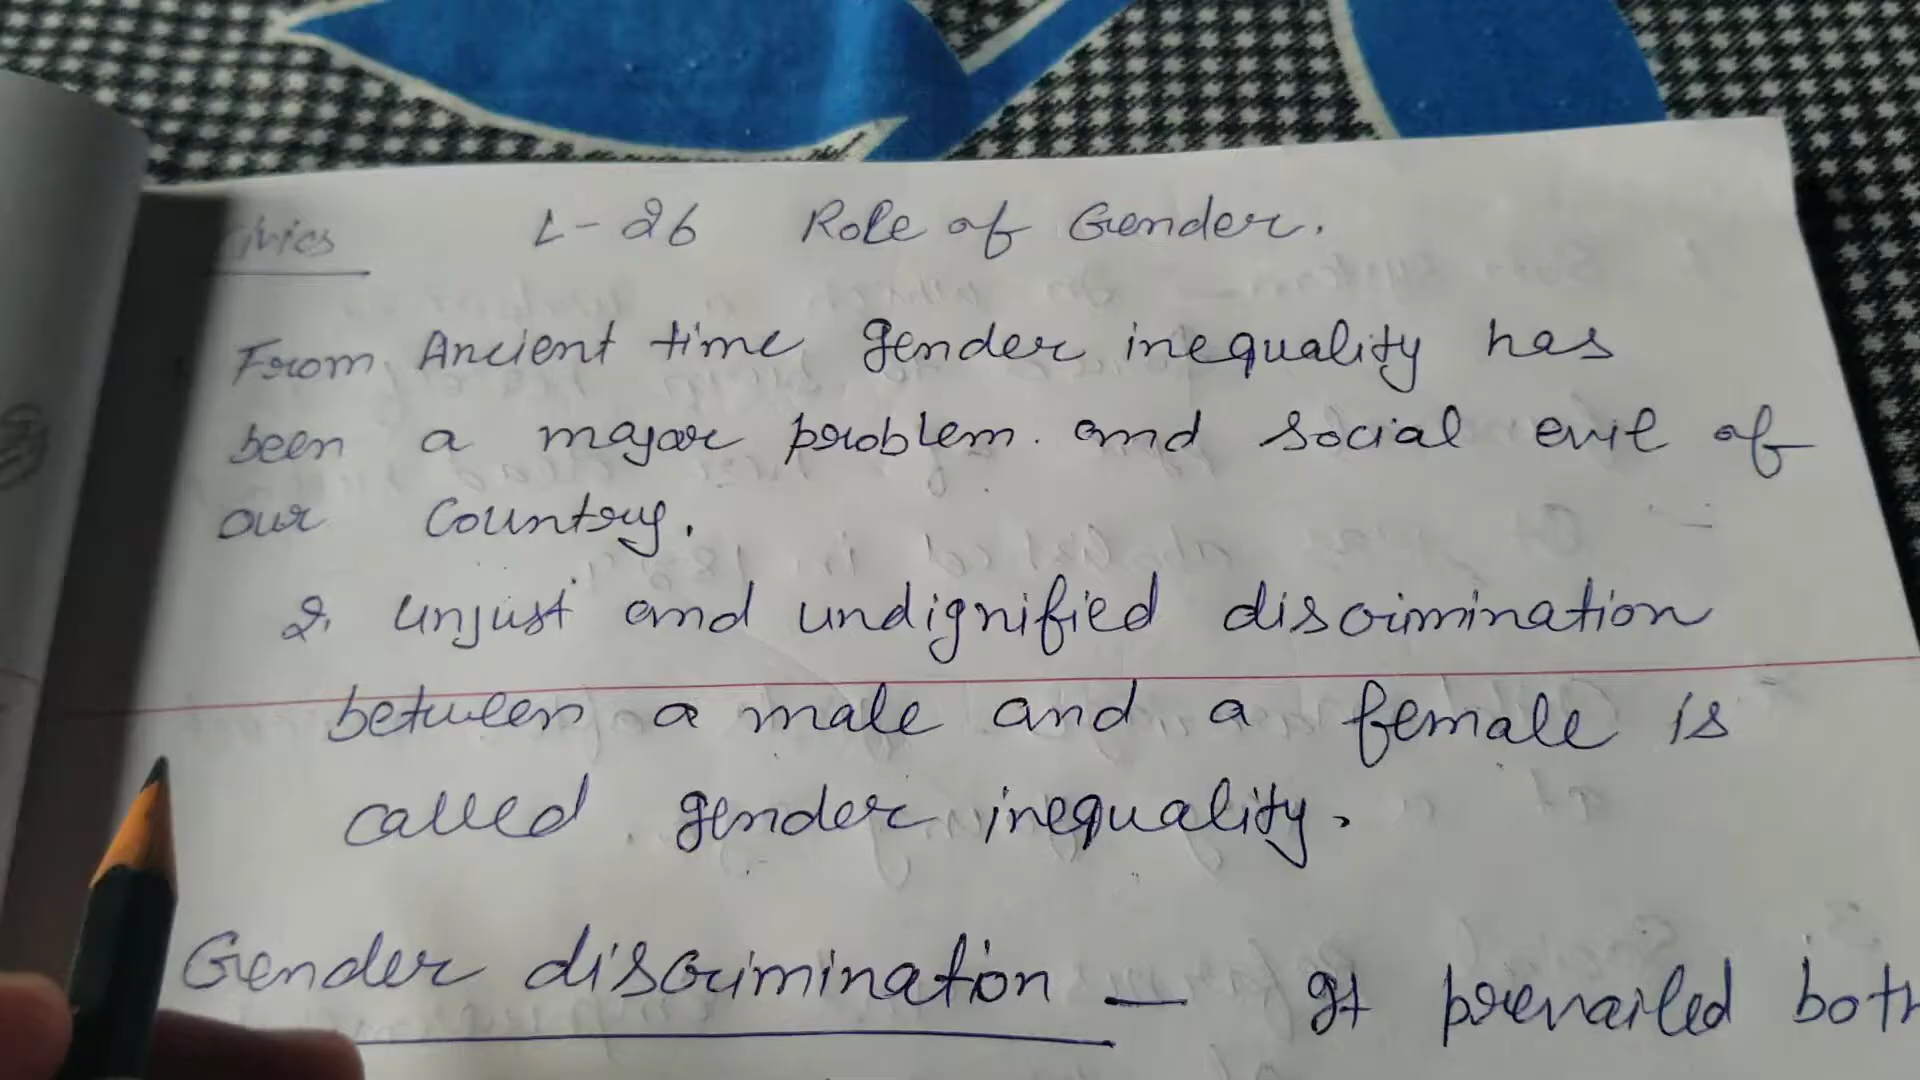 Civics L-26 Role of Gender.
From Ancient time gender inequality has
been a major problem. and social evil of
our Country.
2. Unjust and undignified discrimination
between a male and a female is
called gender inequality.
Gender discrimination — It prevailed both